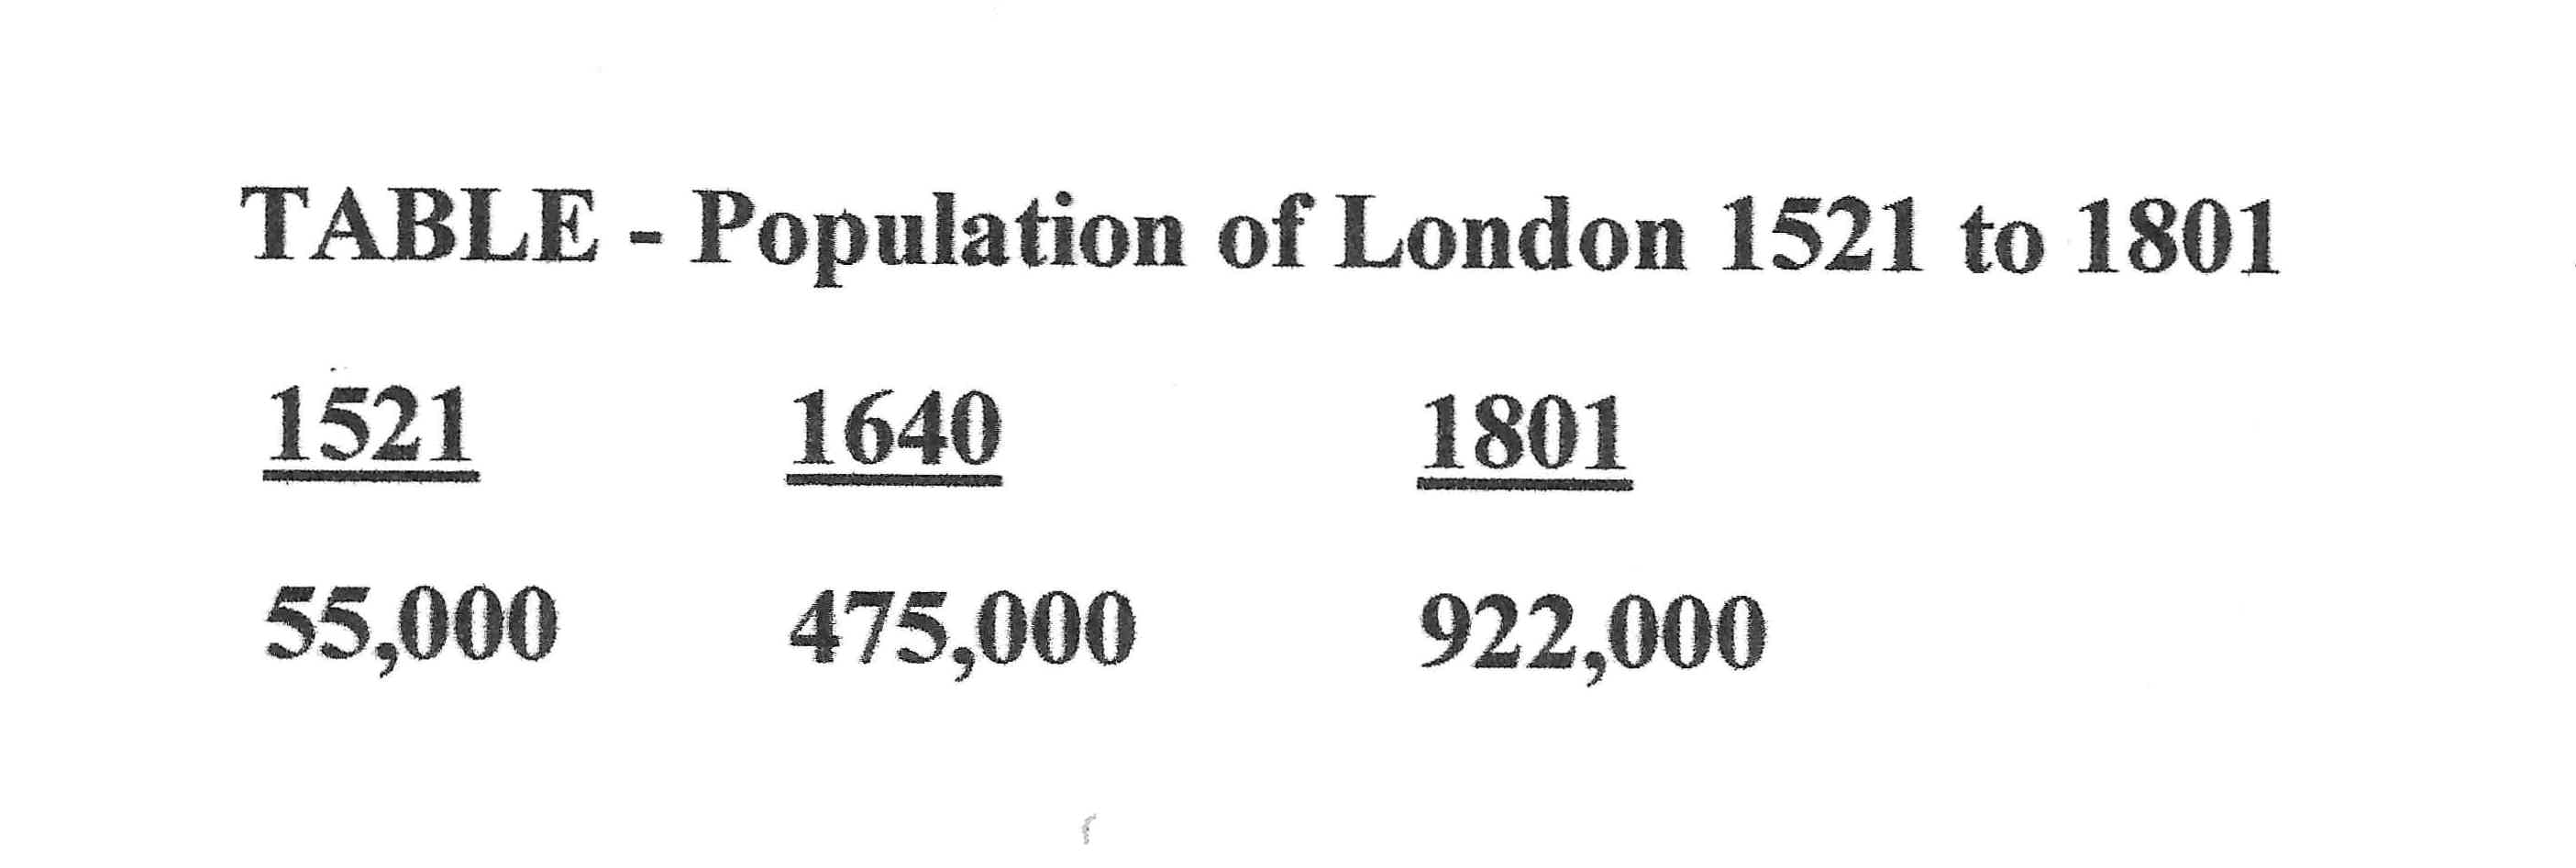 TABLE - Population of London 1521 to 1801
1521 1640 1801
55,000 475,000 922,000